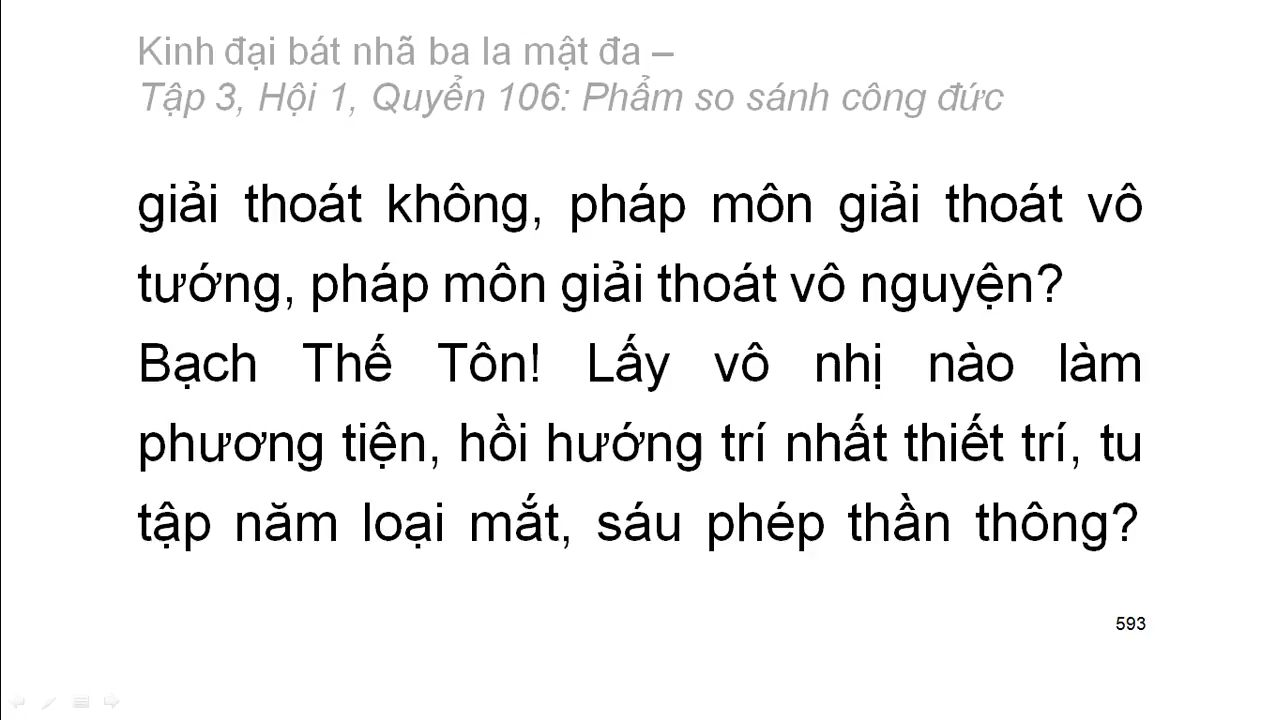 Kinh đại bát nhã ba la mật đa –
Tập 3, Hội 1, Quyển 106: Phẩm so sánh công đức
giải thoát không, pháp môn giải thoát vô
tướng, pháp môn giải thoát vô nguyện?
Bạch Thế Tôn! Lấy vô nhị nào làm
phương tiện, hồi hướng trí nhất thiết trí, tu
tập năm loại mắt, sáu phép thần thông?
593